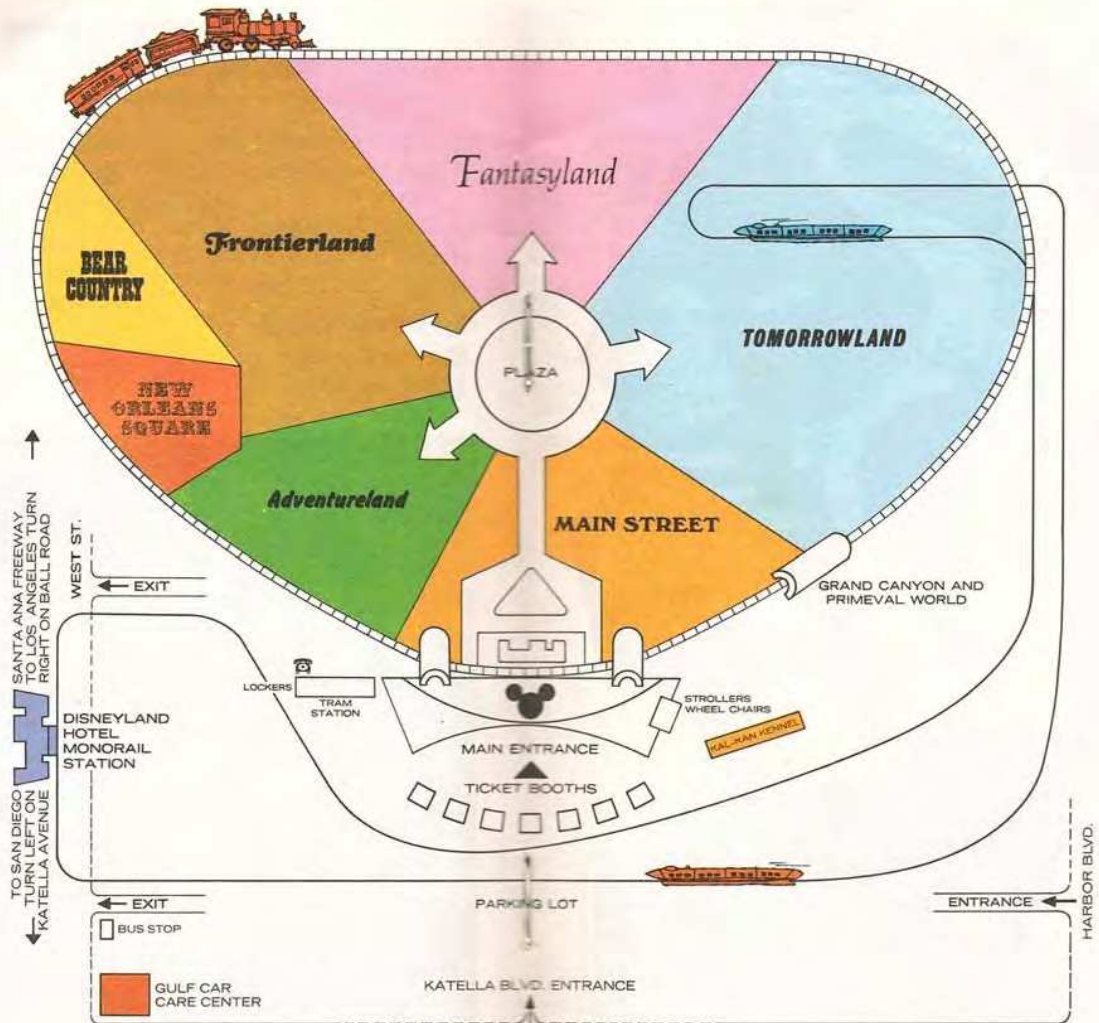 Fantasyland
Frontierland
BEAR
COUNTRY
TOMORROWLAND
PLAZA
NEW
ORLEANS
SQUARE
Adventureland
MAIN STREET
GRAND CANYON AND
PRIMEVAL WORLD
SANTA ANA FREEWAY
TO LOS ANGELES TURN
RIGHT ON BALL ROAD
WEST ST.
EXIT
LOCKERS
TRAM
STATION
STROLLERS
WHEEL CHAIRS
KAL-KAN KENNEL
MAIN ENTRANCE
TICKET BOOTHS
DISNEYLAND
HOTEL
MONORAIL
STATION
TO SAN DIEGO
TURN LEFT ON
KATELLA AVENUE
EXIT
PARKING LOT
ENTRANCE
HARBOR BLVD.
BUS STOP
GULF CAR
CARE CENTER
KATELLA BLVD. ENTRANCE